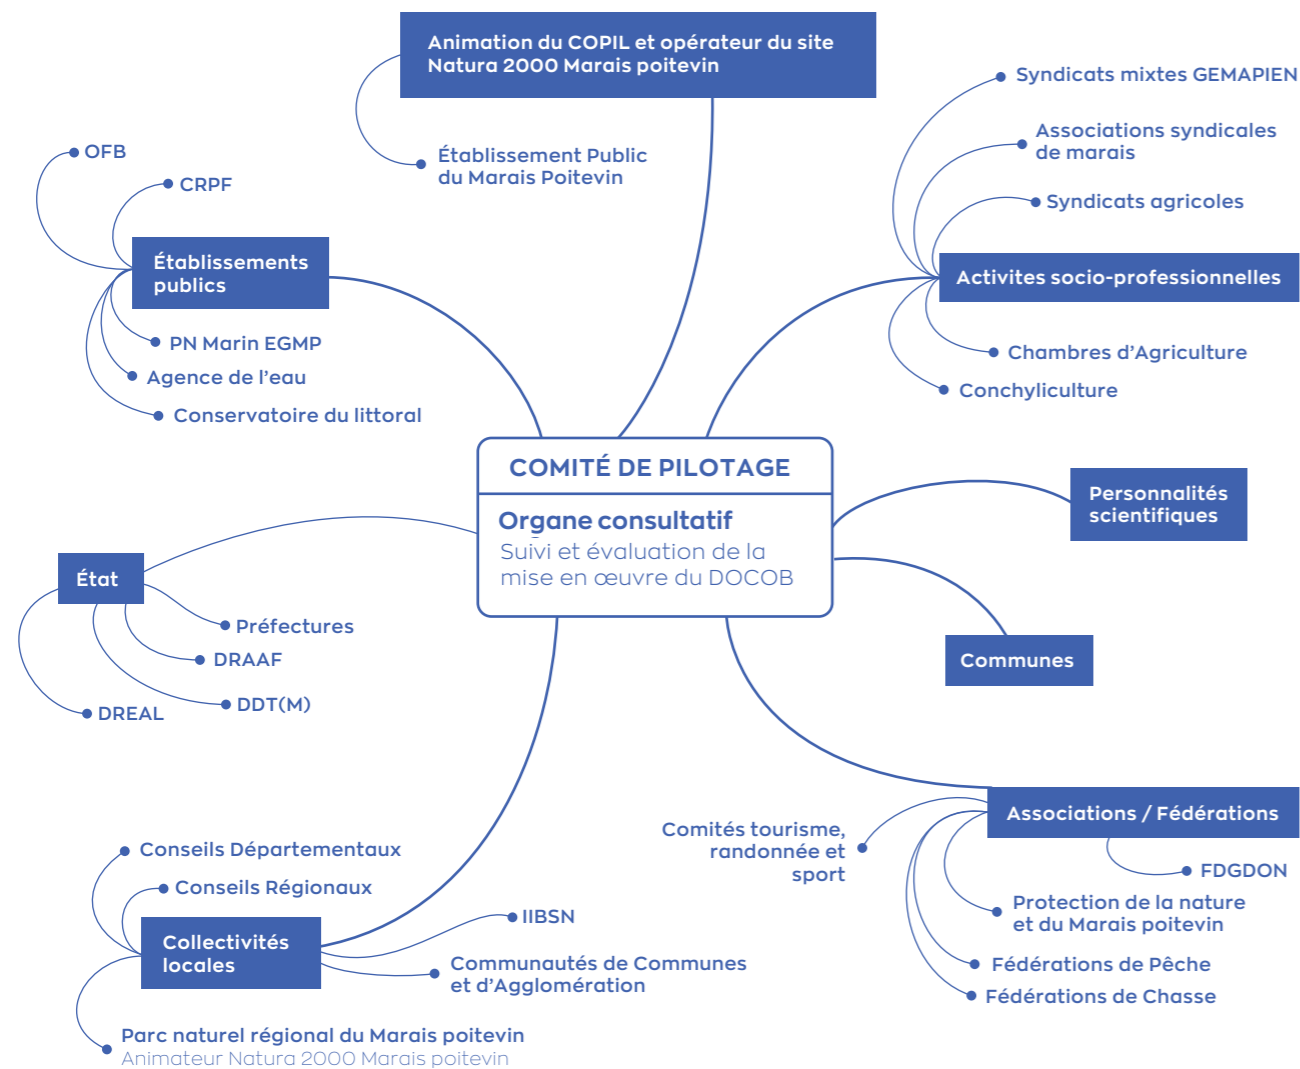 Animation du COPIL et opérateur du site
Natura 2000 Marais poitevin
Établissement Public
du Marais Poitevin
OFB
CRPF
Établissements
publics
PN Marin EGMP
Agence de l'eau
Conservatoire du littoral
Syndicats mixtes GEMAPIEN
Associations syndicales
de marais
Syndicats agricoles
Activites socio-professionnelles
Chambres d'Agriculture
Conchyliculture
COMITÉ DE PILOTAGE
Organe consultatif
Suivi et évaluation de la
mise en œuvre du DOCOB
Personnalités
scientifiques
Communes
État
Préfectures
DRAAF
DDT(M)
DREAL
Associations / Fédérations
Comités tourisme,
randonnée et
sport
FDGDON
Protection de la nature
et du Marais poitevin
Fédérations de Pêche
Fédérations de Chasse
Conseils Départementaux
Conseils Régionaux
Collectivités
locales
IIBSN
Communautés de Communes
et d'Agglomération
Parc naturel régional du Marais poitevin
Animateur Natura 2000 Marais poitevin